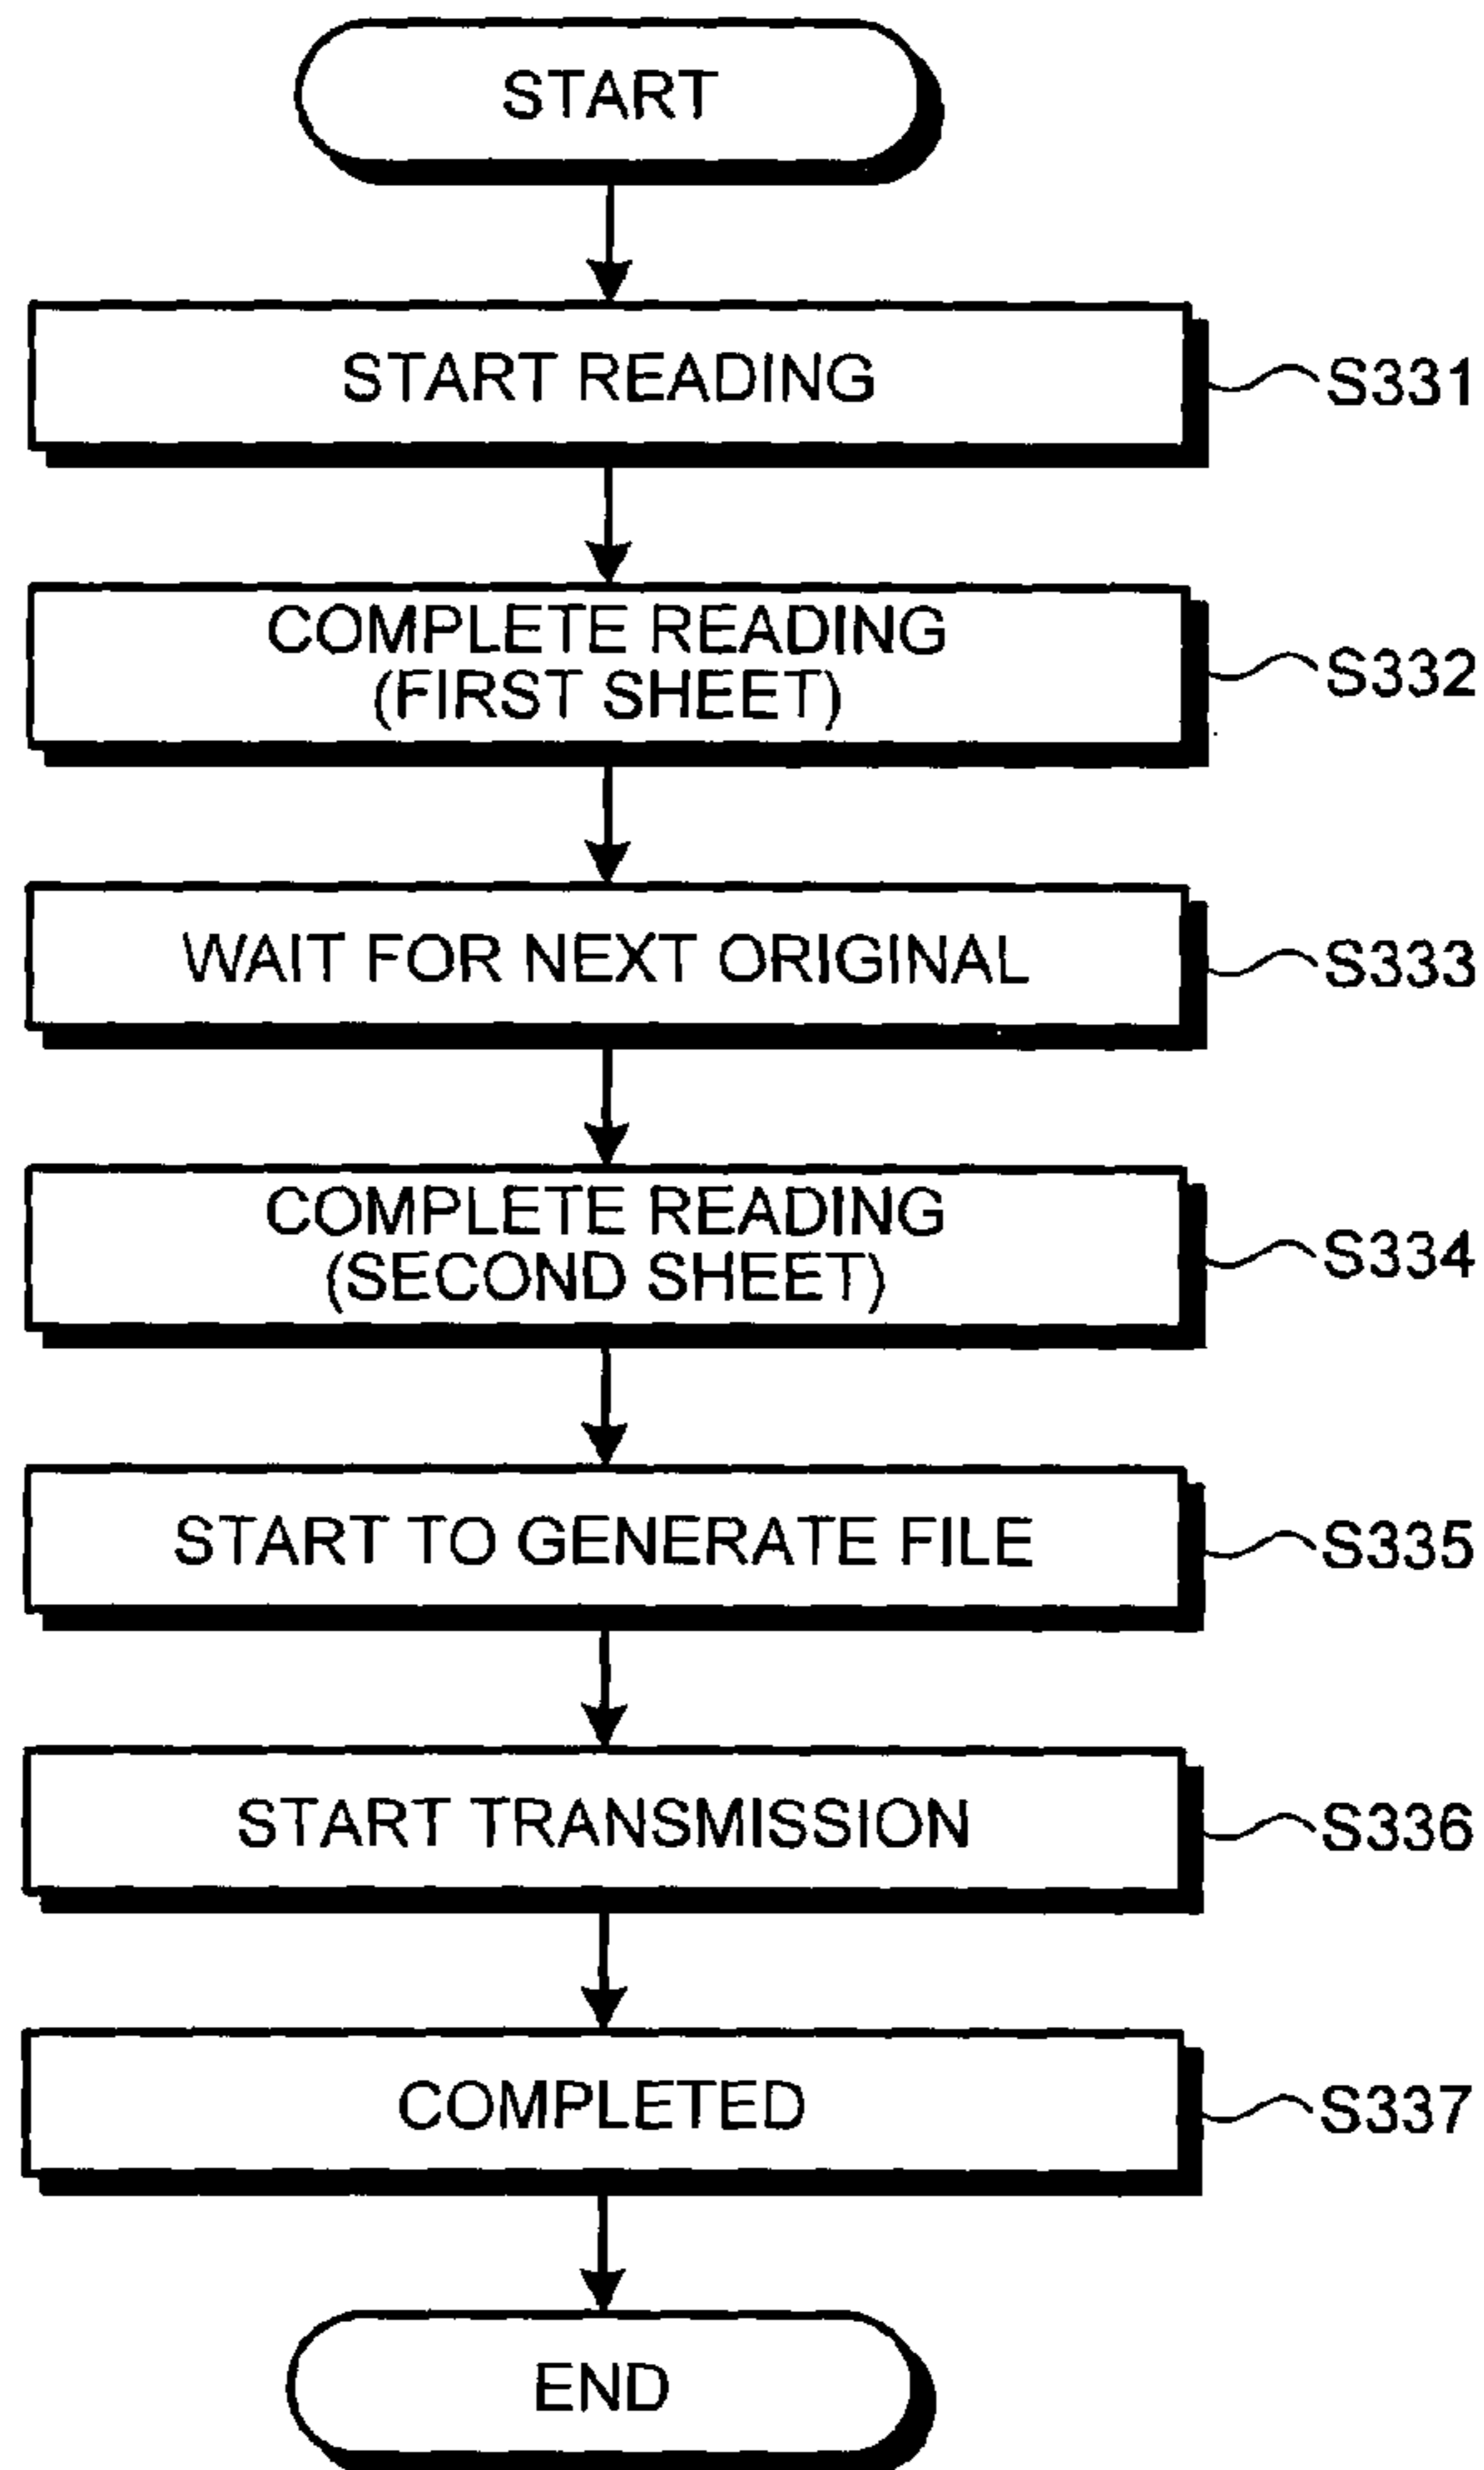 START
START READING
S331
COMPLETE READING
(FIRST SHEET)
S332
WAIT FOR NEXT ORIGINAL
S333
COMPLETE READING
(SECOND SHEET)
S334
START TO GENERATE FILE
S335
START TRANSMISSION
S336
COMPLETED
S337
END